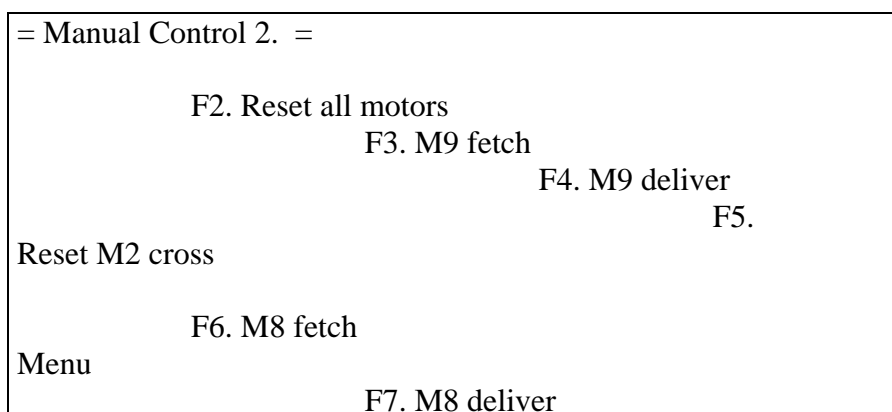 = Manual Control 2.  =
F2. Reset all motors
F3. M9 fetch
F4. M9 deliver
F5.
Reset M2 cross
F6. M8 fetch
Menu
F7. M8 deliver